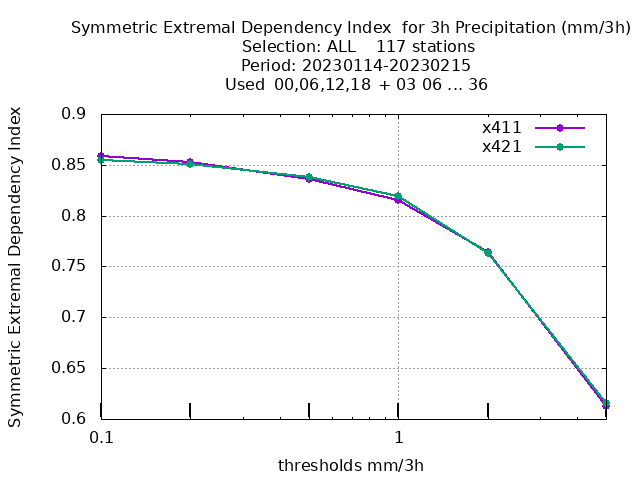 Symmetric Extremal Dependency Index for 3h Precipitation (mm/3h)
Selection: ALL 117 stations
Period: 20230114-20230215
Used 00,06,12,18 + 03 06 ... 36
Symmetric Extremal Dependency Index
0.9
0.85
0.8
0.75
0.7
0.65
0.6
x411
x421
0.1
1
thresholds mm/3h